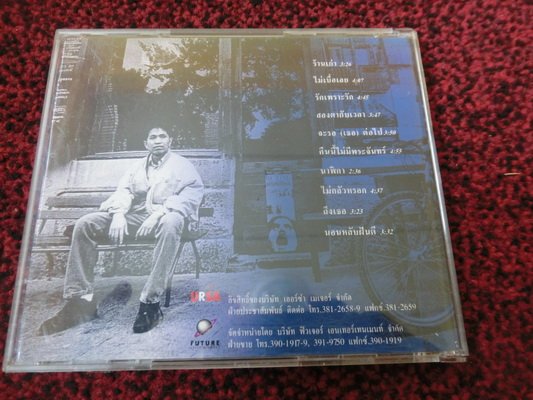 ร้านเก่า 3:26
ไม่เบื่อเลย 4:07
รักเพราะรัก 4:45
สองตากับเวลา 3:47
จะรอ (เธอ) ต่อไป 3:50
คืนนี้ไม่มีพระจันทร์ 4:55
นาฬิกา 2:36
ไม่กลัวหรอก 4:37
ถึงเธอ 3:23
นอนหลับฝันดี 3:32
URSA ลิขสิทธิ์ของบริษัท เออร์ซ่า เมเจอร์ จำกัด
ฝ่ายประชาสัมพันธ์ ติดต่อ โทร.381-2658-9 แฟกซ์.381-2659
FUTURE จัดจำหน่ายโดย บริษัท ฟิวเจอร์ เอนเทอร์เทนเมนท์ จำกัด
ฝ่ายขาย โทร.390-1917-9, 391-9750 แฟกซ์.390-1919